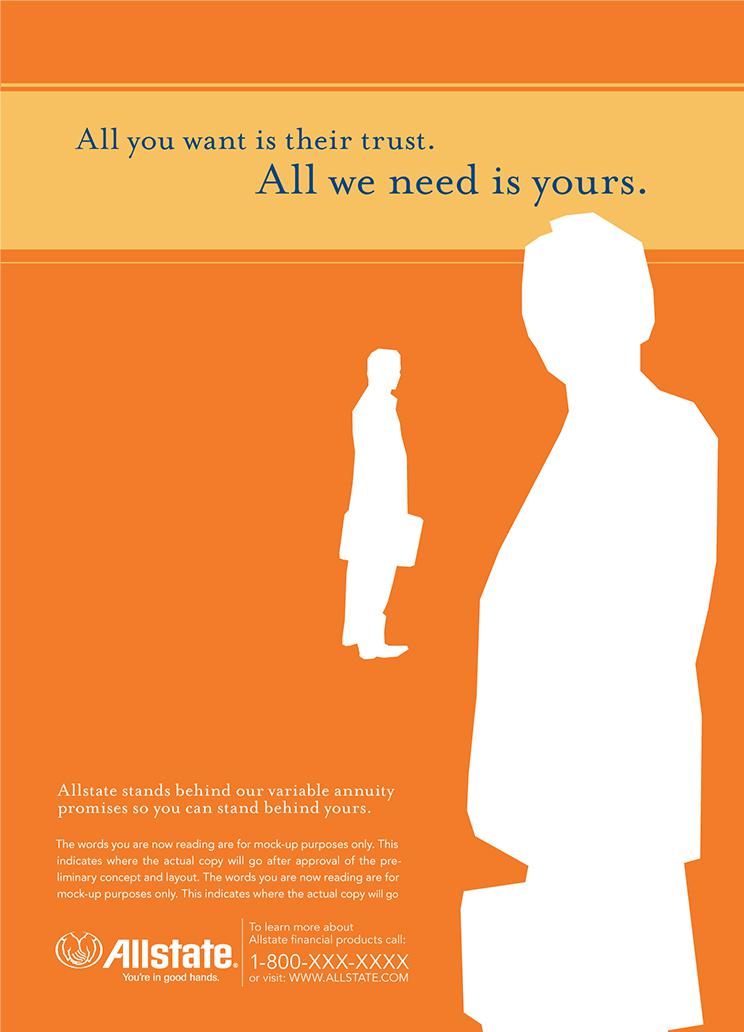 All you want is their trust.
All we need is yours.
Allstate stands behind our variable annuity
promises so you can stand behind yours.
The words you are now reading are for mock-up purposes only. This
indicates where the actual copy will go after approval of the pre-
liminary concept and layout. The words you are now reading are for
mock-up purposes only. This indicates where the actual copy will go
Allstate®
You're in good hands.
To learn more about
Allstate financial products call:
1-800-XXX-XXXX
or visit: WWW.ALLSTATE.COM